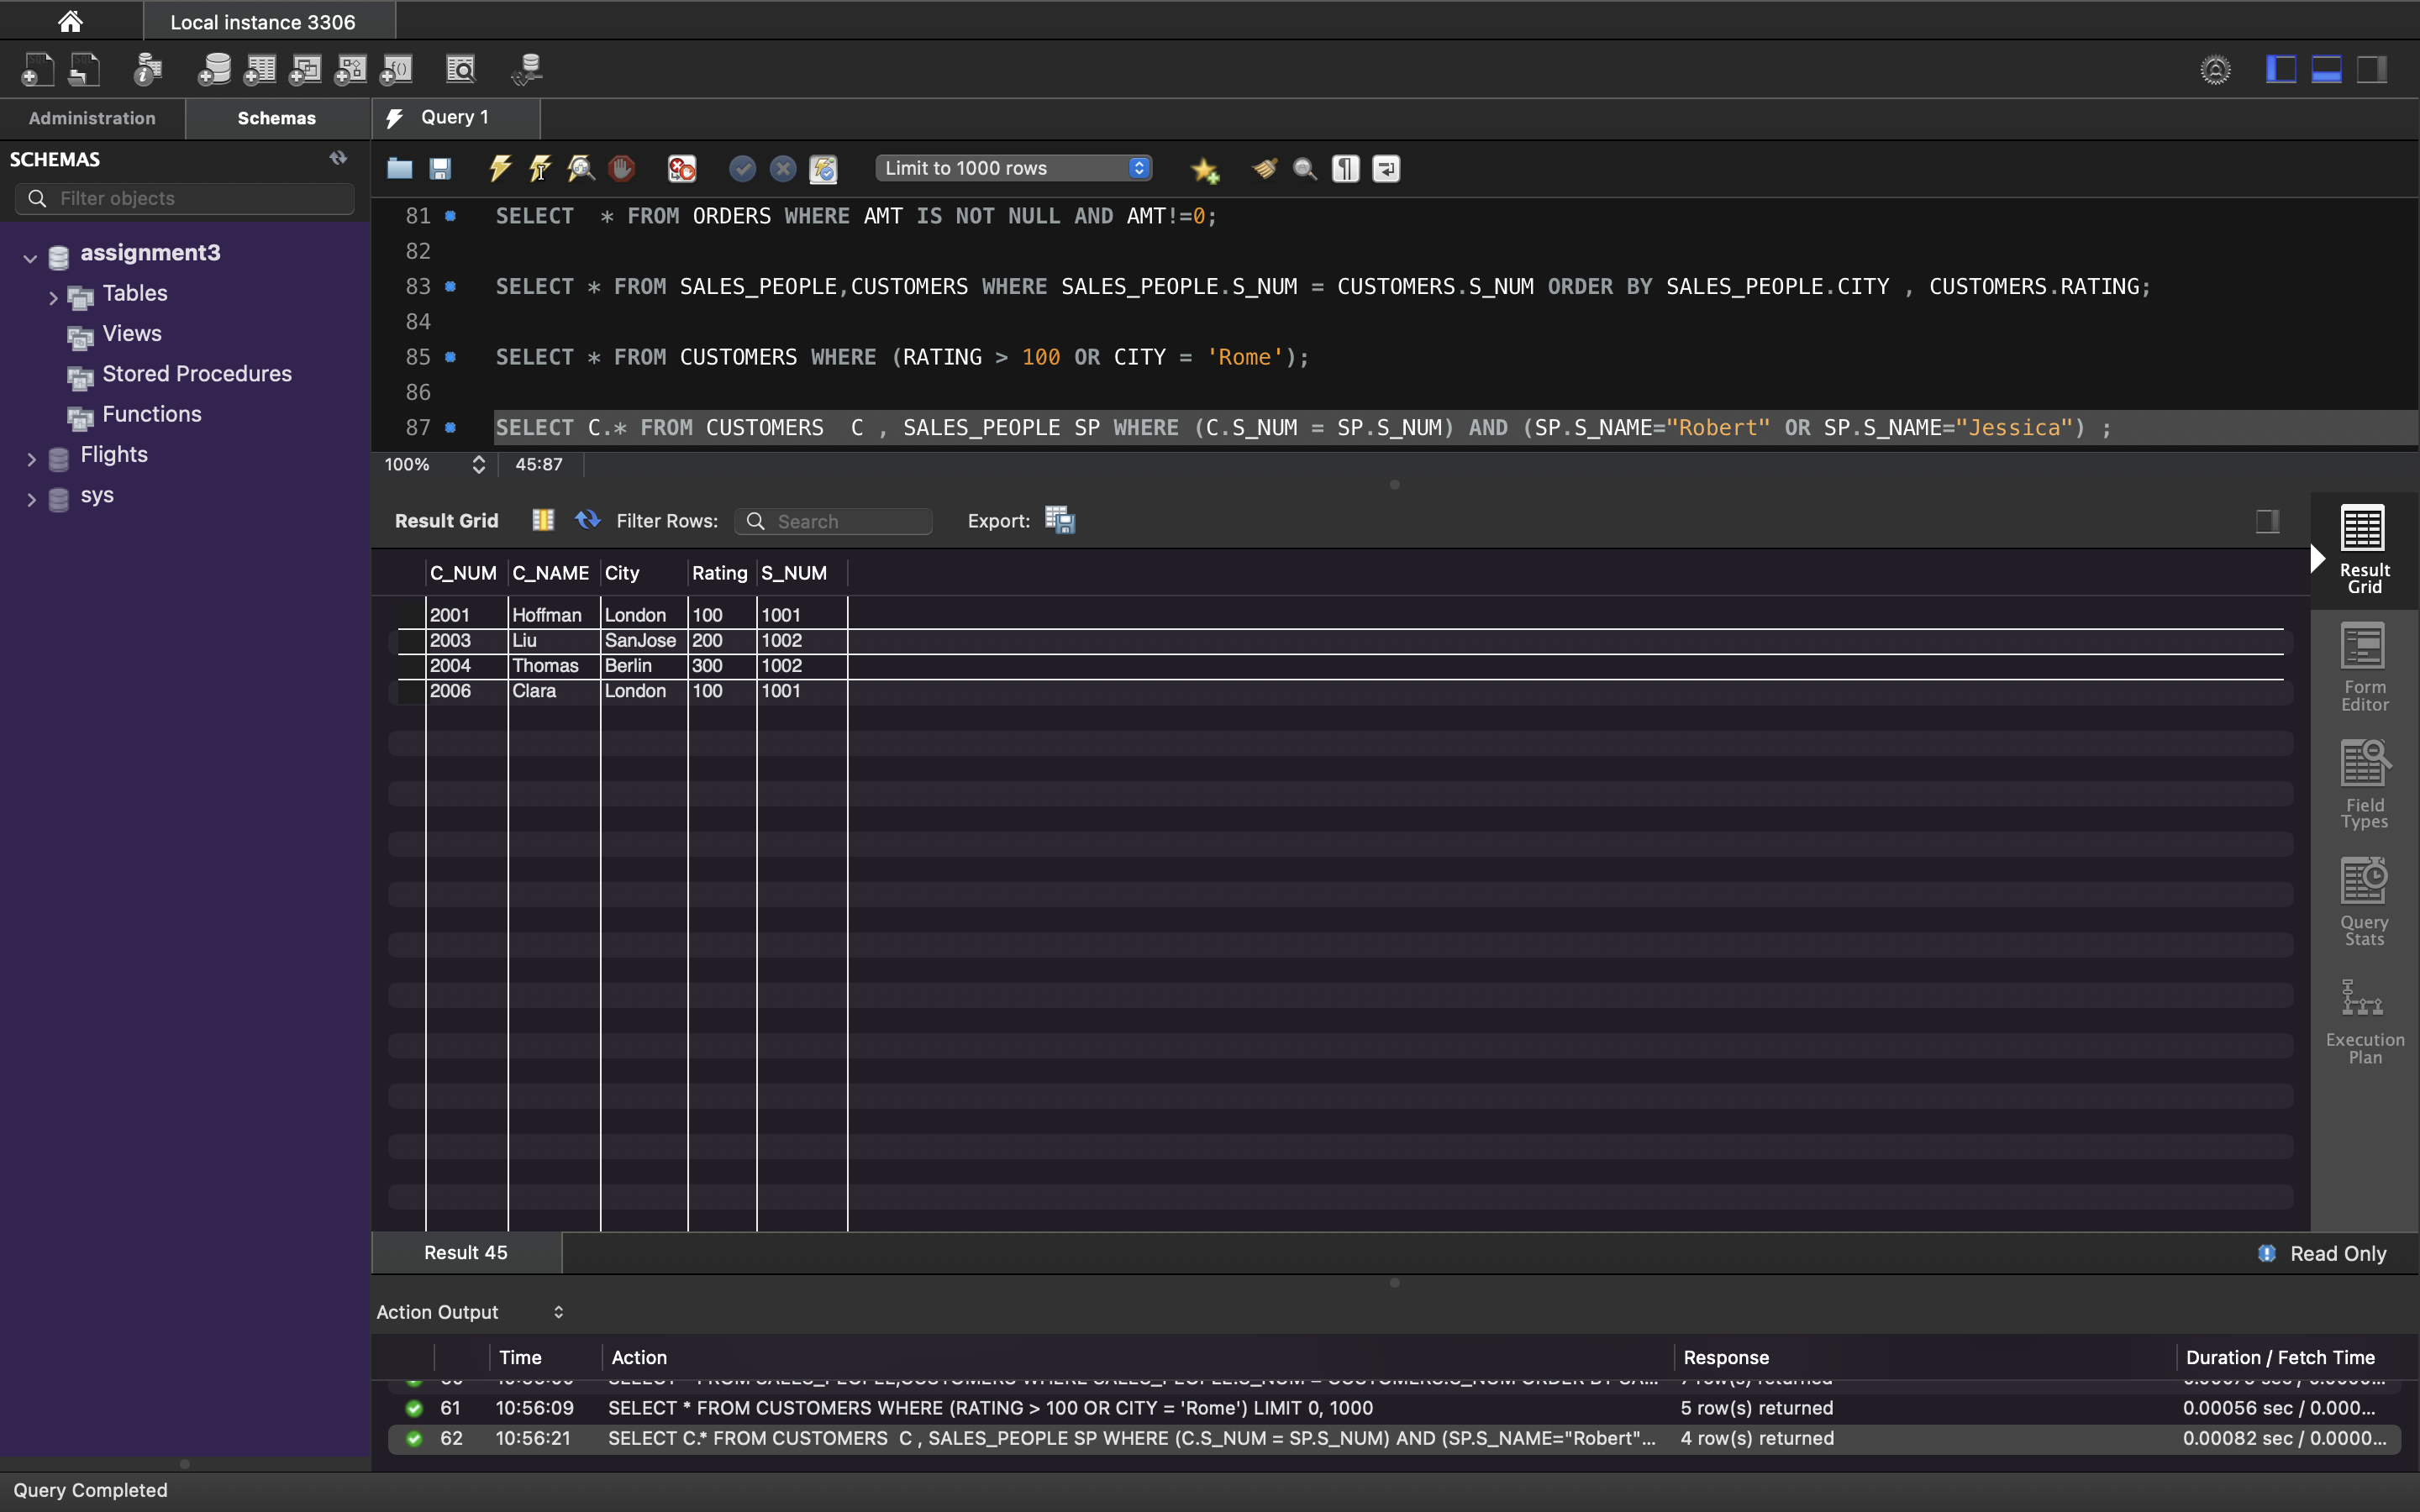 Local instance 3306
Administration
Schemas
Query 1
SCHEMAS
Filter objects
Limit to 1000 rows
assignment3
Tables
Views
Stored Procedures
Functions
Flights
sys
81 SELECT * FROM ORDERS WHERE AMT IS NOT NULL AND AMT!=0;
82
83 SELECT * FROM SALES_PEOPLE,CUSTOMERS WHERE SALES_PEOPLE.S_NUM = CUSTOMERS.S_NUM ORDER BY SALES_PEOPLE.CITY , CUSTOMERS.RATING;
84
85 SELECT * FROM CUSTOMERS WHERE (RATING > 100 OR CITY = 'Rome');
86
87 SELECT C.* FROM CUSTOMERS C , SALES_PEOPLE SP WHERE (C.S_NUM = SP.S_NUM) AND (SP.S_NAME="Robert" OR SP.S_NAME="Jessica") ;
100% 45:87
Result Grid Filter Rows: Search Export:
C_NUM C_NAME City Rating S_NUM
2001 Hoffman London 100 1001
2003 Liu SanJose 200 1002
2004 Thomas Berlin 300 1002
2006 Clara London 100 1001
Result
Grid
Form
Editor
Field
Types
Query
Stats
Execution
Plan
Result 45
Read Only
Action Output
Time Action Response Duration / Fetch Time
61 10:56:09 SELECT * FROM CUSTOMERS WHERE (RATING > 100 OR CITY = 'Rome') LIMIT 0, 1000 5 row(s) returned 0.00056 sec / 0.000...
62 10:56:21 SELECT C.* FROM CUSTOMERS C , SALES_PEOPLE SP WHERE (C.S_NUM = SP.S_NUM) AND (SP.S_NAME="Robert"... 4 row(s) returned 0.00082 sec / 0.0000...
Query Completed